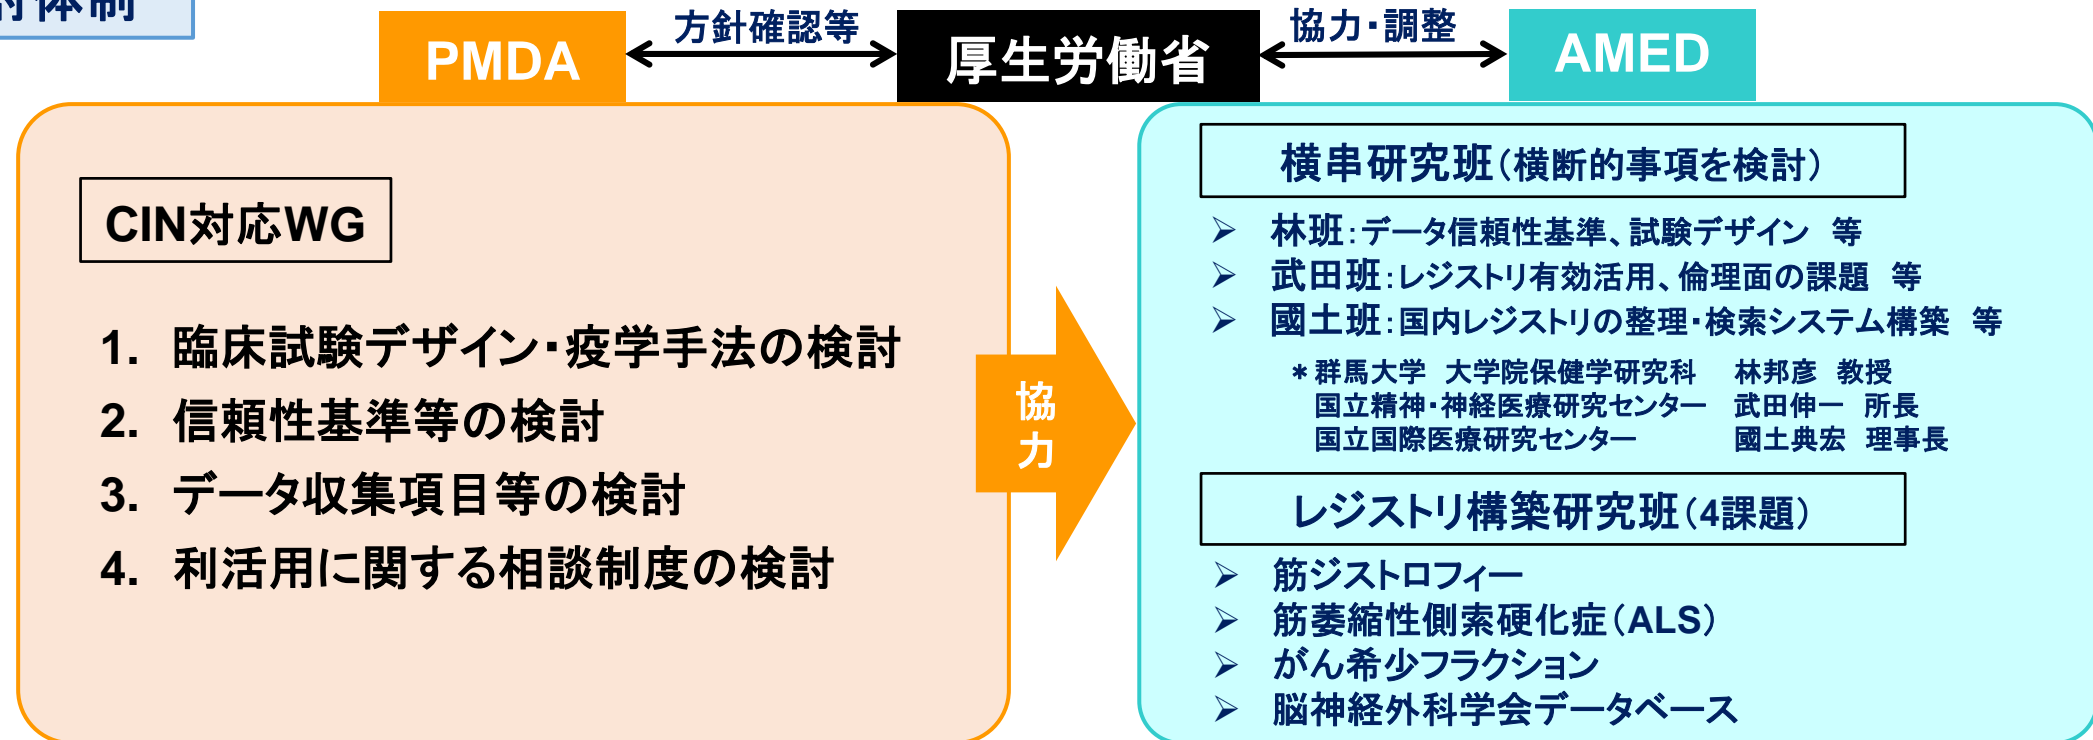 討体制
PMDA
方針確認等
厚生労働省
協力・調整
AMED
CIN対応WG
1. 臨床試験デザイン・疫学手法の検討
2. 信頼性基準等の検討
3. データ収集項目等の検討
4. 利活用に関する相談制度の検討
協力
横串研究班(横断的事項を検討)
➢ 林班:データ信頼性基準、試験デザイン 等
➢ 武田班:レジストリ有効活用、倫理面の課題 等
➢ 國土班:国内レジストリの整理・検索システム構築 等
*群馬大学 大学院保健学研究科 林邦彦 教授
国立精神・神経医療研究センター 武田伸一 所長
国立国際医療研究センター 國土典宏 理事長
レジストリ構築研究班(4課題)
➢ 筋ジストロフィー
➢ 筋萎縮性側索硬化症(ALS)
➢ がん希少フラクション
➢ 脳神経外科学会データベース